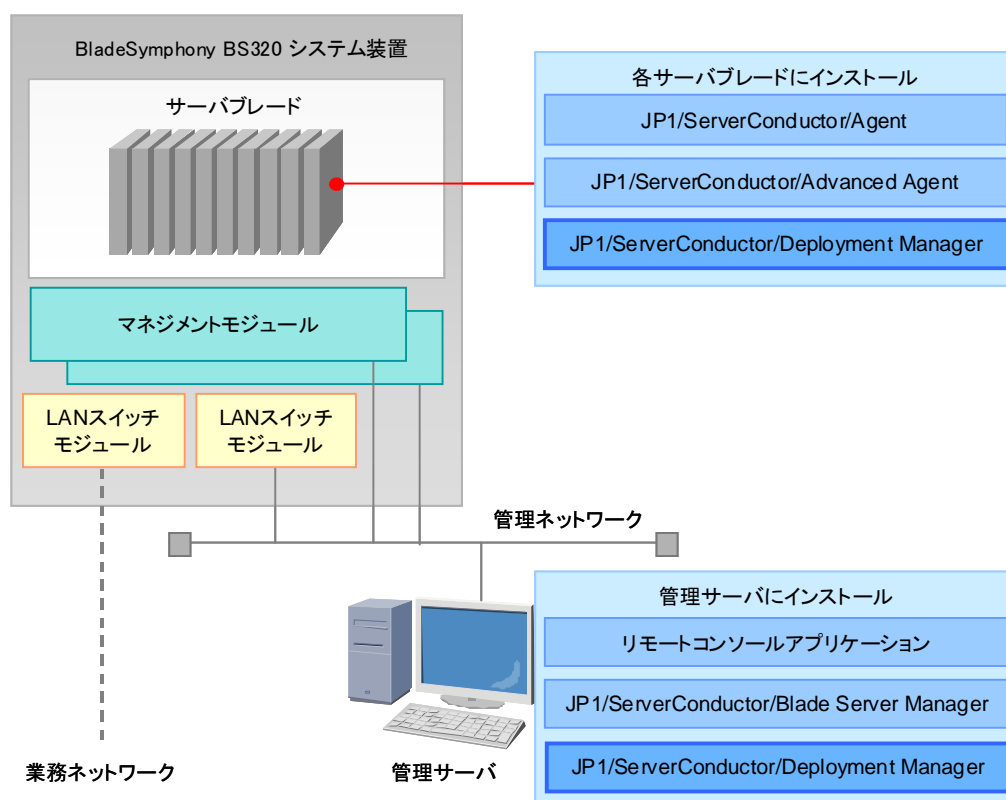 BladeSymphony BS320 システム装置
サーバブレード
各サーバブレードにインストール
JP1/ServerConductor/Agent
JP1/ServerConductor/Advanced Agent
JP1/ServerConductor/Deployment Manager
マネジメントモジュール
LANスイッチ
モジュール
LANスイッチ
モジュール
管理ネットワーク
管理サーバにインストール
リモートコンソールアプリケーション
JP1/ServerConductor/Blade Server Manager
JP1/ServerConductor/Deployment Manager
業務ネットワーク
管理サーバ